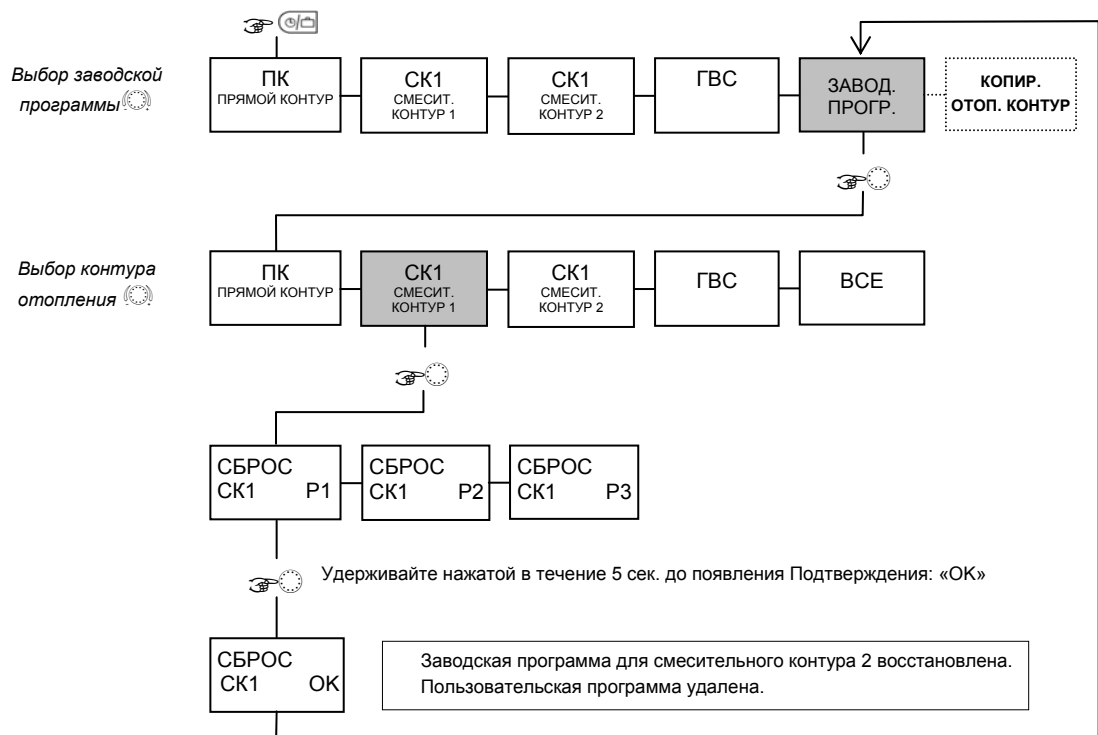 Выбор заводской
программы
ПК
ПРЯМОЙ КОНТУР
СК1
СМЕСИТ.
КОНТУР 1
СК1
СМЕСИТ.
КОНТУР 2
ГВС
ЗАВОД.
ПРОГР.
КОПИР.
ОТОП. КОНТУР
Выбор контура
отопления
ПК
ПРЯМОЙ КОНТУР
СК1
СМЕСИТ.
КОНТУР 1
СК1
СМЕСИТ.
КОНТУР 2
ГВС
ВСЕ
СБРОС
СК1 P1
СБРОС
СК1 P2
СБРОС
СК1 P3
Удерживайте нажатой в течение 5 сек. до появления Подтверждения: «ОК»
СБРОС
СК1 ОК
Заводская программа для смесительного контура 2 восстановлена.
Пользовательская программа удалена.